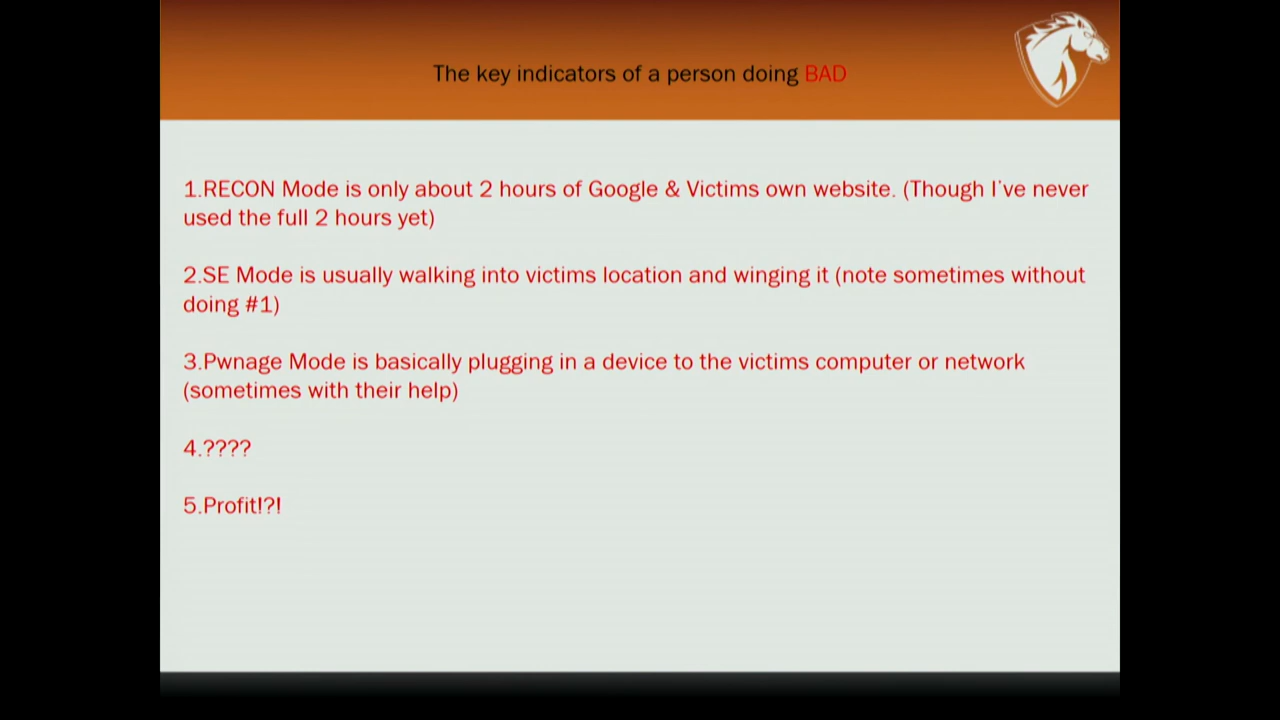 The key indicators of a person doing BAD
1.RECON Mode is only about 2 hours of Google & Victims own website. (Though I've never
used the full 2 hours yet)
2.SE Mode is usually walking into victims location and winging it (note sometimes without
doing #1)
3.Pwnage Mode is basically plugging in a device to the victims computer or network
(sometimes with their help)
4.????
5.Profit!?!